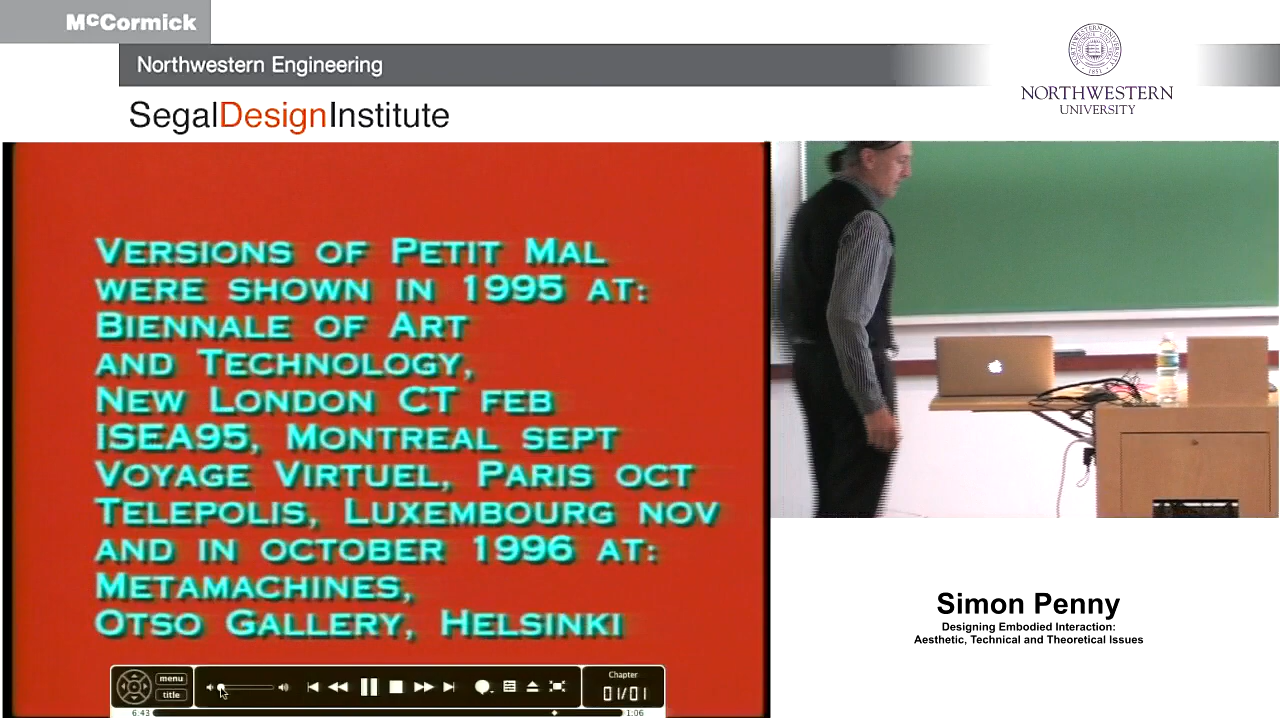 McCormick
Northwestern Engineering
SegalDesignInstitute
NORTHWESTERN
UNIVERSITY
VERSIONS OF PETIT MAL
WERE SHOWN IN 1995 AT:
BIENNALE OF ART
AND TECHNOLOGY,
NEW LONDON CT FEB
ISEA95, MONTREAL SEPT
VOYAGE VIRTUEL, PARIS OCT
TELEPOLIS, LUXEMBOURG NOV
AND IN OCTOBER 1996 AT:
METAMACHINES,
OTSO GALLERY, HELSINKI
menu
title
Chapter
01/01
6:43
1:06
Simon Penny
Designing Embodied Interaction:
Aesthetic, Technical and Theoretical Issues